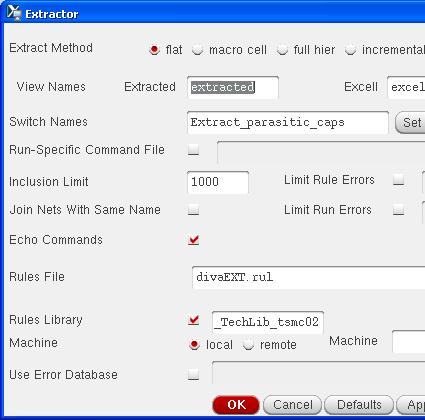 Extractor
Extract Method flat macro cell full hier incremental
View Names Extracted extracted Excell excel
Switch Names Extract_parasitic_caps Set
Run-Specific Command File
Inclusion Limit 1000 Limit Rule Errors
Join Nets With Same Name Limit Run Errors
Echo Commands
Rules File divaEXT.rul
Rules Library _TechLib_tsmc02
Machine local remote Machine
Use Error Database
OK Cancel Defaults App